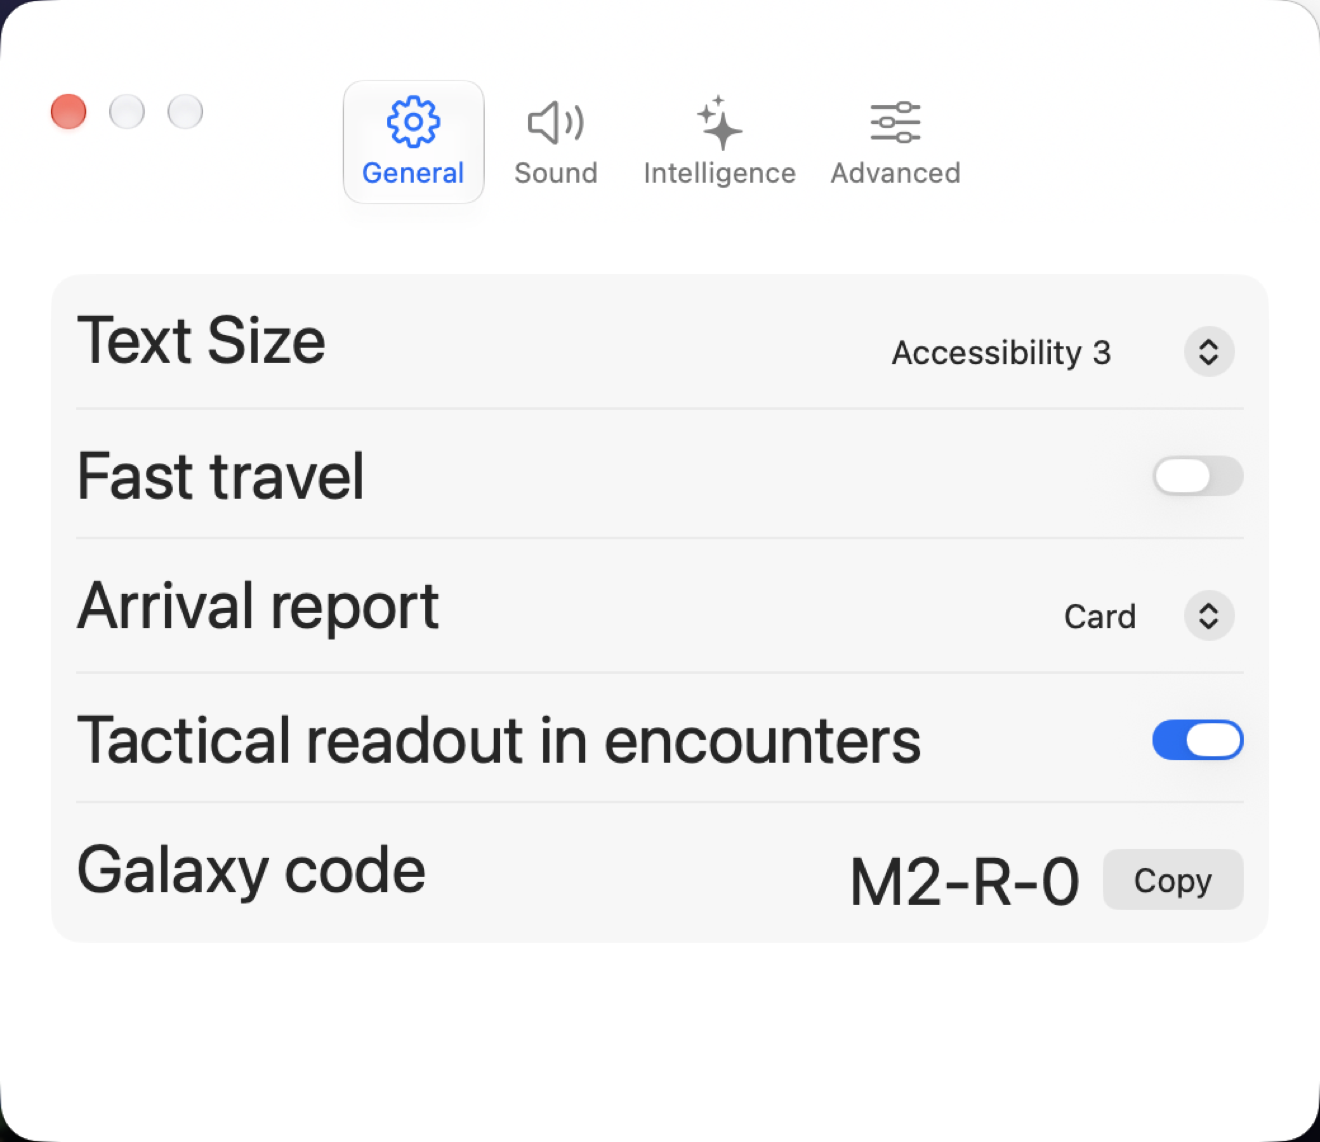 General
Sound
Intelligence
Advanced
Text Size
Accessibility 3
Fast travel
Arrival report
Card
Tactical readout in encounters
Galaxy code
M2-R-0
Copy